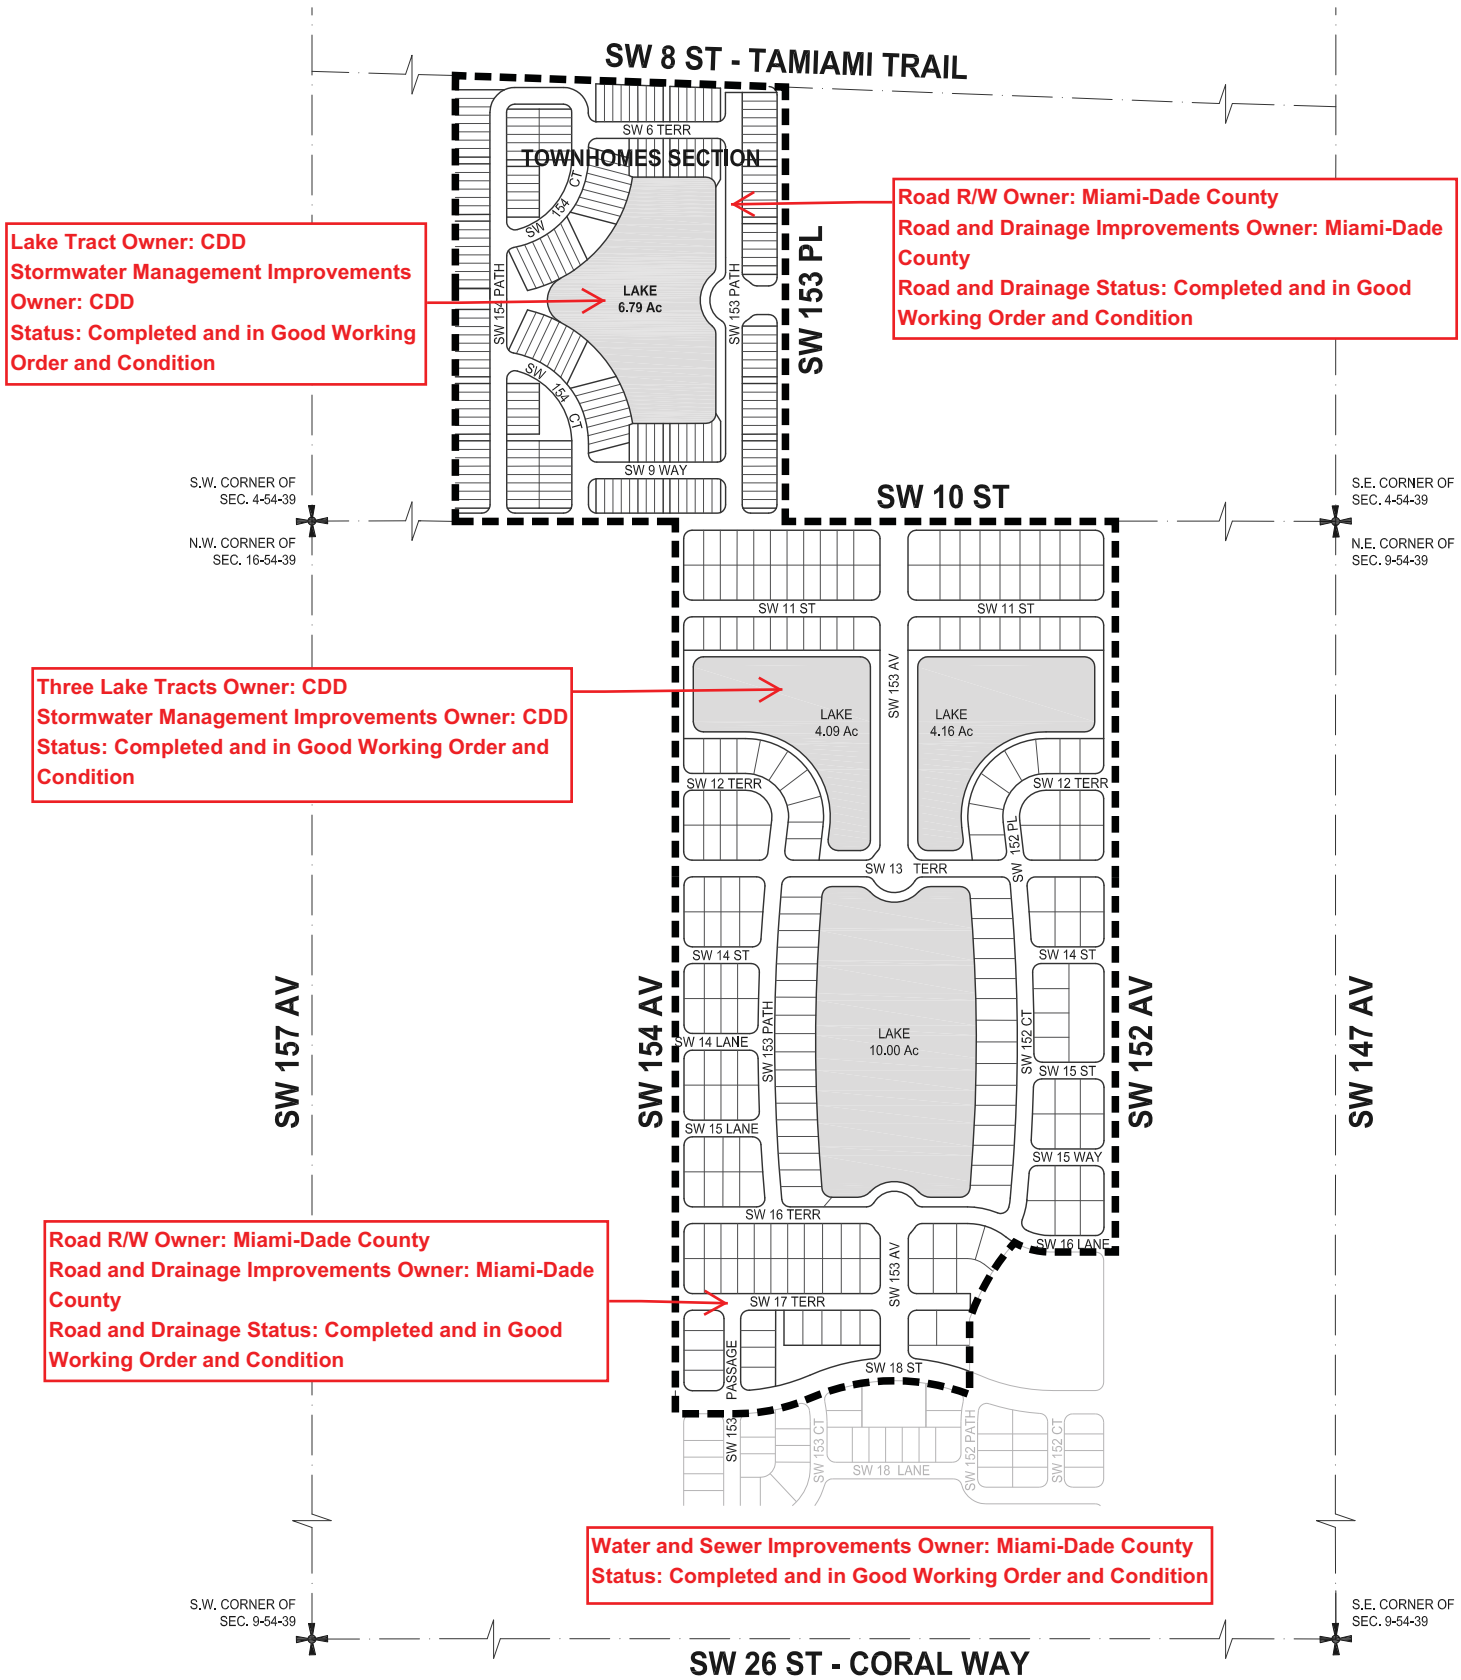 SW 8 ST - TAMIAMI TRAIL
SW 6 TERR
TOWNHOMES SECTION
SW 154 CT
Road R/W Owner: Miami-Dade County
Road and Drainage Improvements Owner: Miami-Dade
County
Road and Drainage Status: Completed and in Good
Working Order and Condition
Lake Tract Owner: CDD
Stormwater Management Improvements
Owner: CDD
Status: Completed and in Good Working
Order and Condition
SW 154 PATH
LAKE
6.79 Ac
SW 153 PATH
SW 153 PL
SW 154 CT
SW 9 WAY
S.W. CORNER OF
SEC. 4-54-39
N.W. CORNER OF
SEC. 16-54-39
SW 10 ST
S.E. CORNER OF
SEC. 4-54-39
N.E. CORNER OF
SEC. 9-54-39
SW 11 ST
SW 11 ST
Three Lake Tracts Owner: CDD
Stormwater Management Improvements Owner: CDD
Status: Completed and in Good Working Order and
Condition
SW 153 AV
LAKE
4.09 Ac
LAKE
4.16 Ac
SW 12 TERR
SW 12 TERR
SW 152 PL
SW 13 TERR
SW 14 ST
SW 14 ST
SW 157 AV
SW 154 AV
SW 14 LANE
SW 153 PATH
LAKE
10.00 Ac
SW 152 CT
SW 152 AV
SW 147 AV
SW 15 ST
SW 15 LANE
SW 15 WAY
SW 16 TERR
SW 16 LANE
Road R/W Owner: Miami-Dade County
Road and Drainage Improvements Owner: Miami-Dade
County
Road and Drainage Status: Completed and in Good
Working Order and Condition
SW 153 AV
SW 17 TERR
SW 153 PASSAGE
SW 18 ST
SW 153 CT
SW 18 LANE
SW 152 PATH
SW 152 CT
Water and Sewer Improvements Owner: Miami-Dade County
Status: Completed and in Good Working Order and Condition
S.W. CORNER OF
SEC. 9-54-39
S.E. CORNER OF
SEC. 9-54-39
SW 26 ST - CORAL WAY